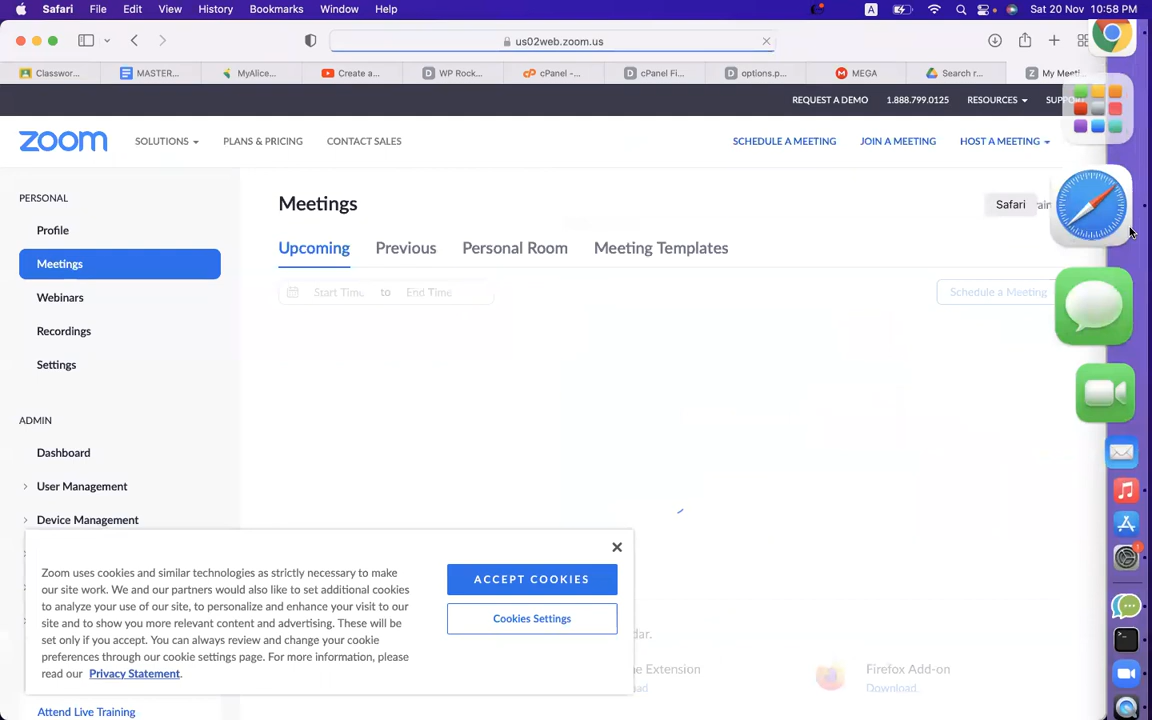 Safari File Edit View History Bookmarks Window Help A Sat 20 Nov 10:58 PM
us02web.zoom.us
Classwor... MASTER... MyAlice... Create a... WP Rock... cPanel -... cPanel Fi... options.p... MEGA Search r... My Meeti...
REQUEST A DEMO 1.888.799.0125 RESOURCES SUPPORT
zoom SOLUTIONS PLANS & PRICING CONTACT SALES SCHEDULE A MEETING JOIN A MEETING HOST A MEETING
PERSONAL
Profile
Meetings
Webinars
Recordings
Settings
ADMIN
Dashboard
User Management
Device Management
Attend Live Training
Meetings
Safari
Upcoming Previous Personal Room Meeting Templates
Start Time to End Time Schedule a Meeting
Zoom uses cookies and similar technologies as strictly necessary to make
our site work. We and our partners would also like to set additional cookies
to analyze your use of our site, to personalize and enhance your visit to our
site and to show you more relevant content and advertising. These will be
set only if you accept. You can always review and change your cookie
preferences through our cookie settings page. For more information, please
read our Privacy Statement.
ACCEPT COOKIES
Cookies Settings
Extension
Firefox Add-on
Download
1